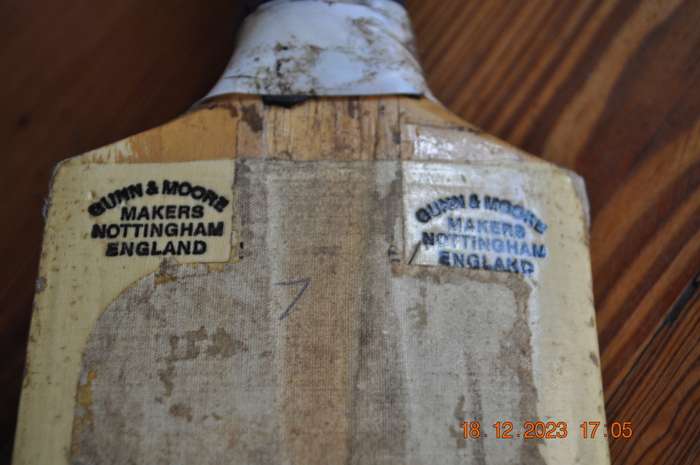 GUNN & MOORE
MAKERS
NOTTINGHAM
ENGLAND
GUNN & MOORE
MAKERS
NOTTINGHAM
ENGLAND
18.12.2023 17:05